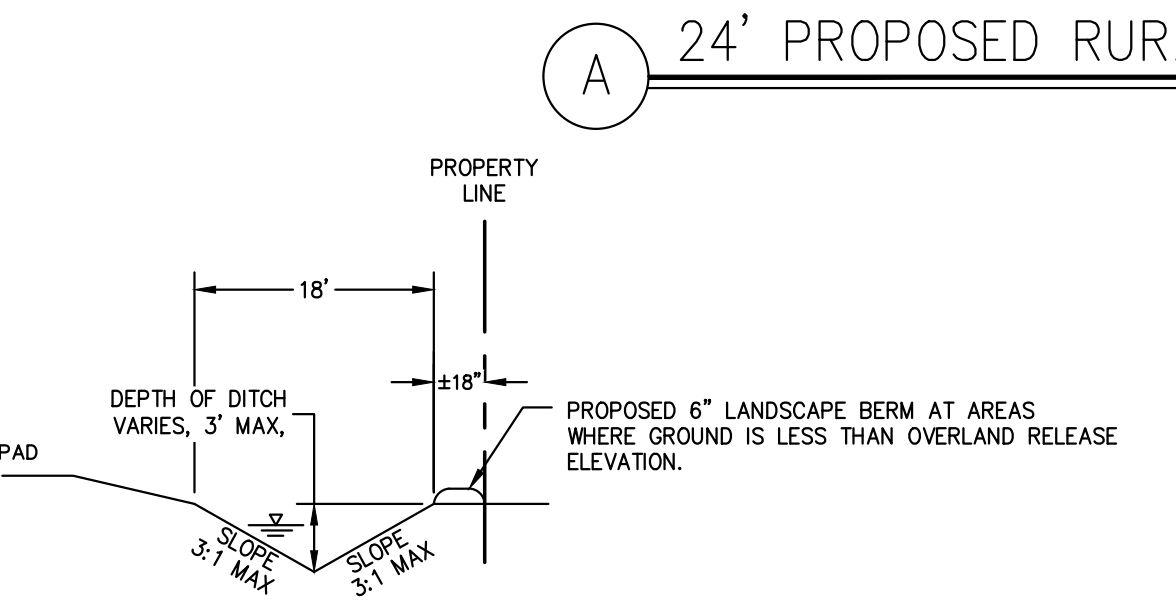 24' PROPOSED RUR
A
PROPERTY
LINE
18'
±18"
DEPTH OF DITCH
VARIES, 3' MAX,
PROPOSED 6" LANDSCAPE BERM AT AREAS
WHERE GROUND IS LESS THAN OVERLAND RELEASE
ELEVATION.
PAD
SLOPE
3:1 MAX
SLOPE
3:1 MAX